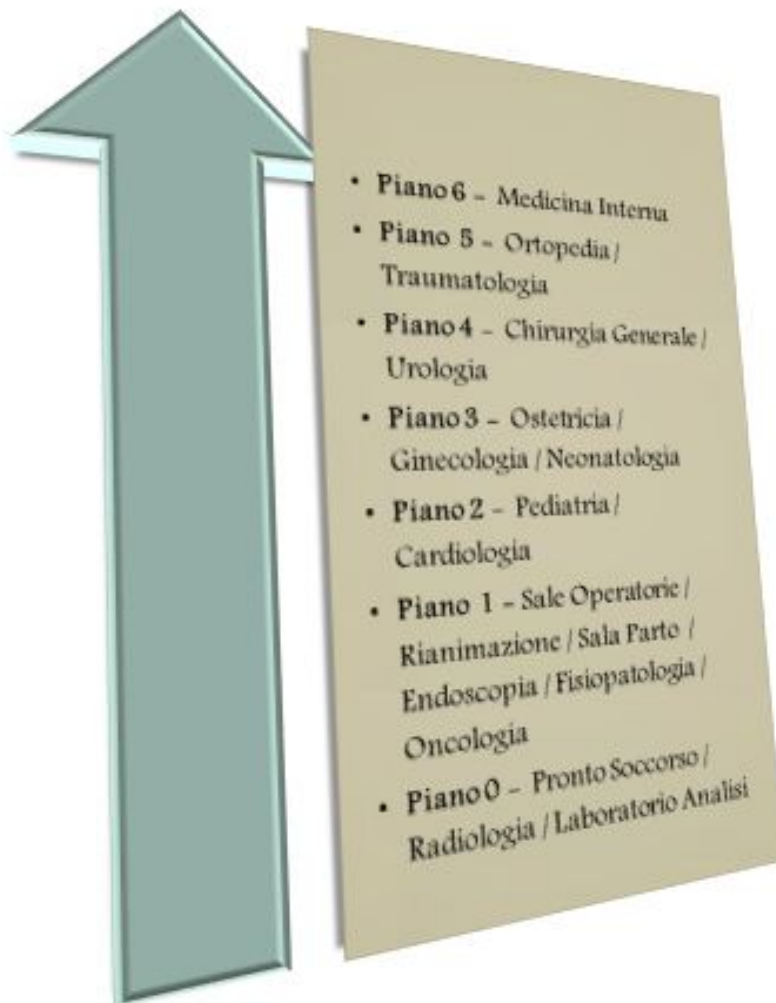 • Piano 6 – Medicina Interna
• Piano 5 – Ortopedia /
Traumatologia
• Piano 4 – Chirurgia Generale /
Urologia
• Piano 3 – Ostetricia /
Ginecologia / Neonatologia
• Piano 2 – Pediatria /
Cardiologia
• Piano 1 – Sale Operatorie /
Rianimazione / Sala Parto /
Endoscopia / Fisiopatologia /
Oncologia
• Piano 0 – Pronto Soccorso /
Radiologia / Laboratorio Analisi